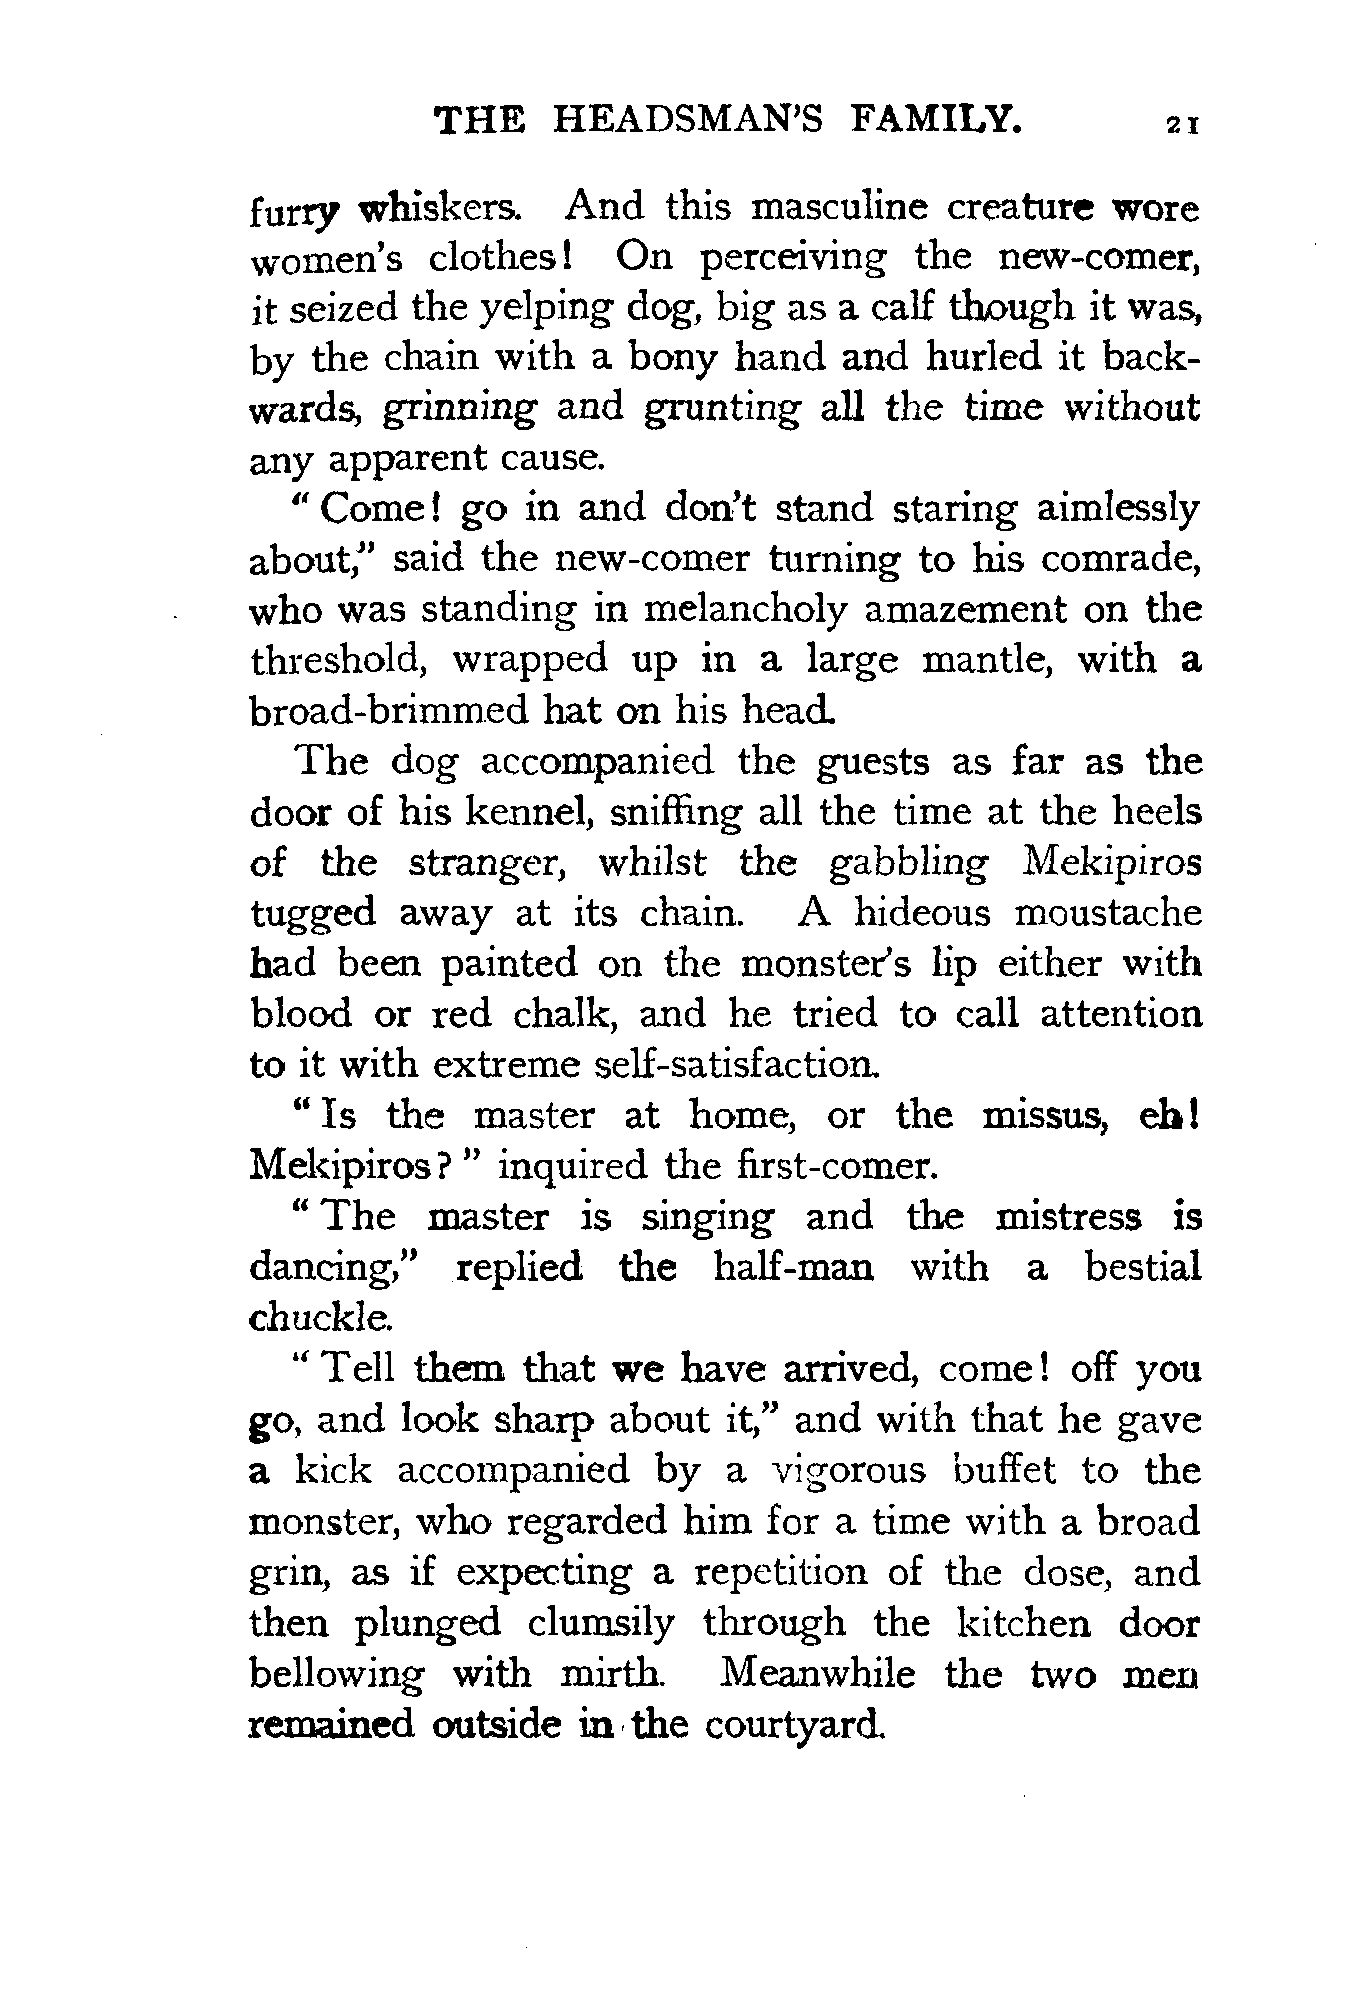 THE HEADSMAN'S FAMILY. 21
furry whiskers. And this masculine creature wore
women's clothes! On perceiving the new-comer,
it seized the yelping dog, big as a calf though it was,
by the chain with a bony hand and hurled it back-
wards, grinning and grunting all the time without
any apparent cause.
" Come! go in and don't stand staring aimlessly
about," said the new-comer turning to his comrade,
who was standing in melancholy amazement on the
threshold, wrapped up in a large mantle, with a
broad-brimmed hat on his head.
The dog accompanied the guests as far as the
door of his kennel, sniffing all the time at the heels
of the stranger, whilst the gabbling Mekipiros
tugged away at its chain. A hideous moustache
had been painted on the monster's lip either with
blood or red chalk, and he tried to call attention
to it with extreme self-satisfaction.
" Is the master at home, or the missus, eh!
Mekipiros? " inquired the first-comer.
" The master is singing and the mistress is
dancing," replied the half-man with a bestial
chuckle.
" Tell them that we have arrived, come! off you
go, and look sharp about it," and with that he gave
a kick accompanied by a vigorous buffet to the
monster, who regarded him for a time with a broad
grin, as if expecting a repetition of the dose, and
then plunged clumsily through the kitchen door
bellowing with mirth. Meanwhile the two men
remained outside in the courtyard.